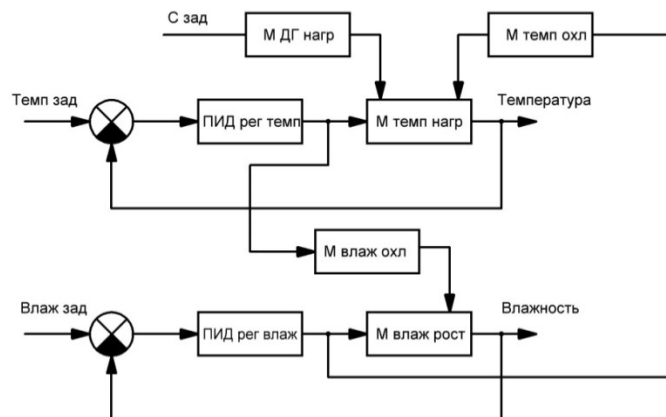 С зад
М ДГ нагр
М темп охл
Темп зад
ПИД рег темп
М темп нагр
Температура
М влаж охл
Влаж зад
ПИД рег влаж
М влаж рост
Влажность